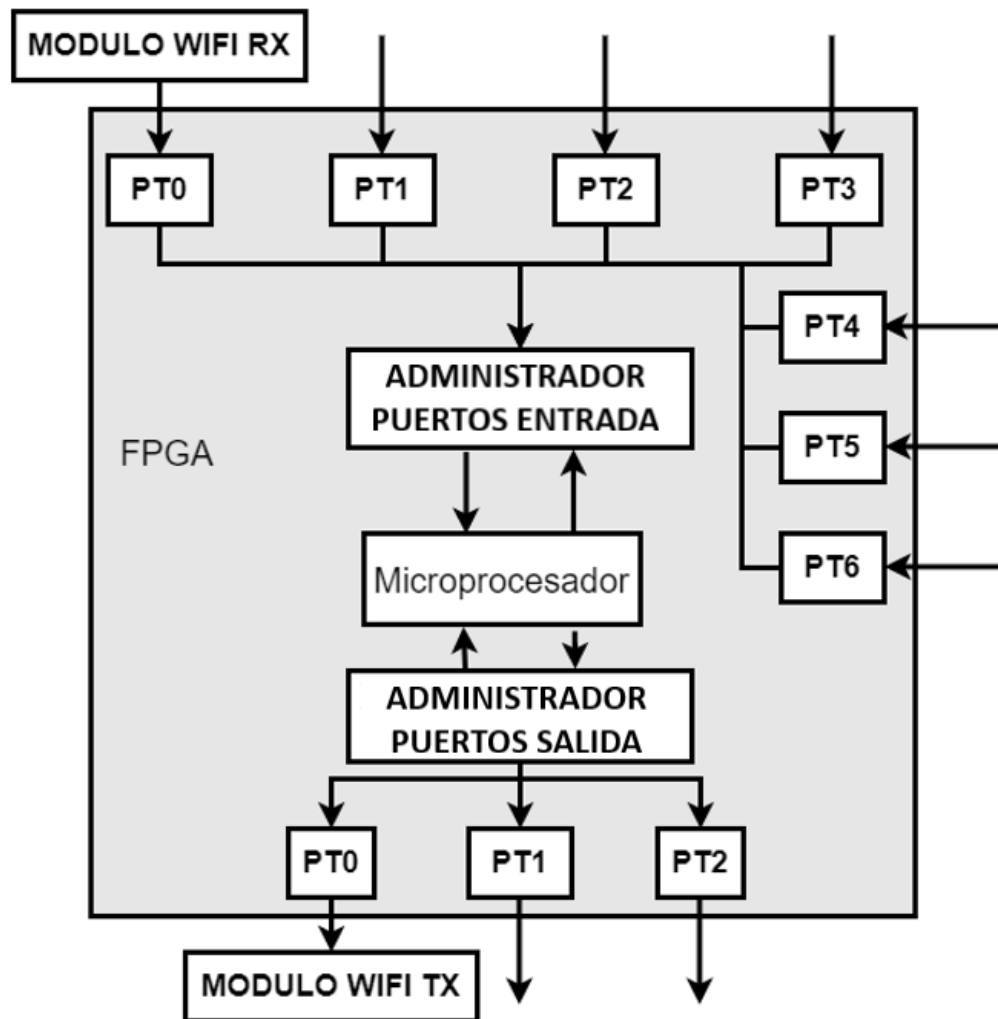 MODULO WIFI RX
PT0
PT1
PT2
PT3
PT4
ADMINISTRADOR
PUERTOS ENTRADA
FPGA
PT5
Microprocesador
PT6
ADMINISTRADOR
PUERTOS SALIDA
PT0
PT1
PT2
MODULO WIFI TX